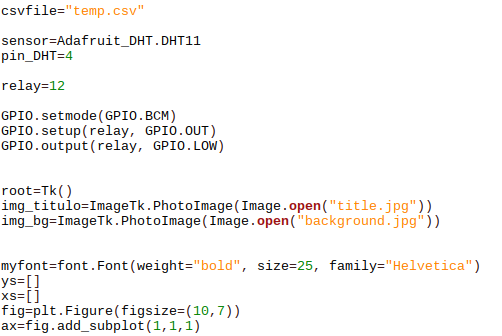 csvfile="temp.csv"
sensor=Adafruit_DHT.DHT11
pin_DHT=4
relay=12
GPIO.setmode(GPIO.BCM)
GPIO.setup(relay, GPIO.OUT)
GPIO.output(relay, GPIO.LOW)
root=Tk()
img_titulo=ImageTk.PhotoImage(Image.open("title.jpg"))
img_bg=ImageTk.PhotoImage(Image.open("background.jpg"))
myfont=font.Font(weight="bold", size=25, family="Helvetica")
ys=[]
xs=[]
fig=plt.Figure(figsize=(10,7))
ax=fig.add_subplot(1,1,1)